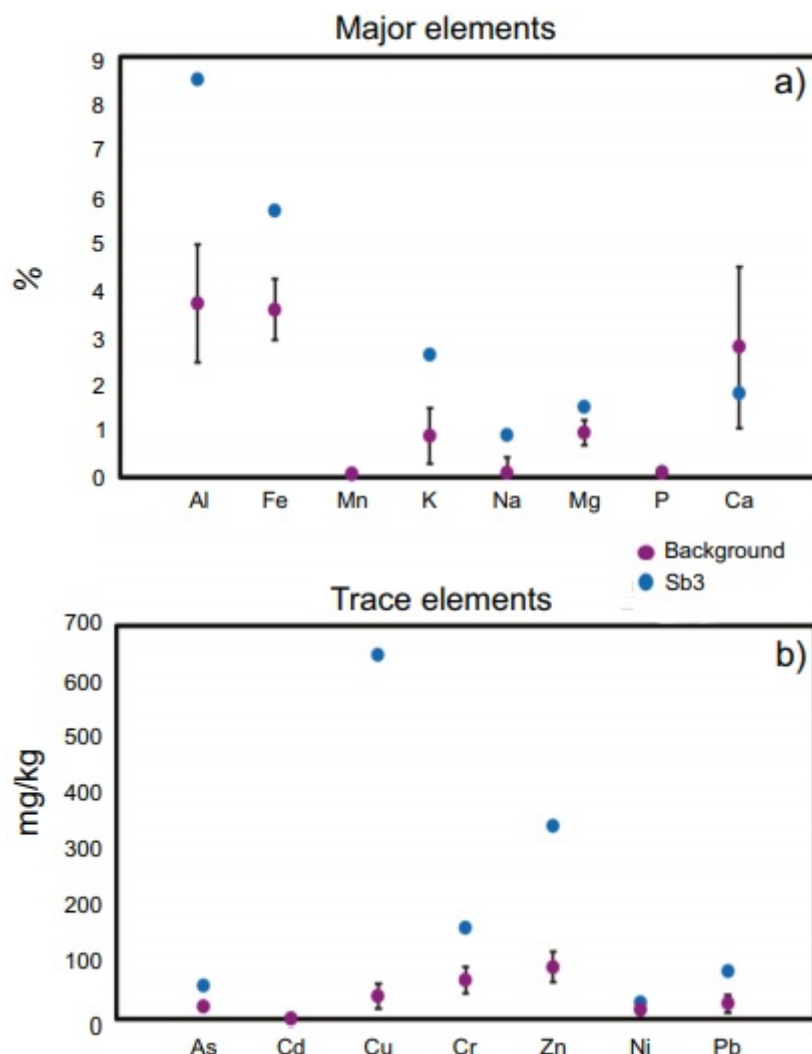 Major elements
a)
9
8
7
6
5
4
3
2
1
0
%
Al Fe Mn K Na Mg P Ca
Background
Sb3
Trace elements
b)
700
600
500
400
300
200
100
0
mg/kg
As Cd Cu Cr Zn Ni Pb